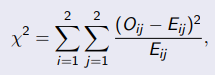 χ² = ∑_{i=1}^{2} ∑_{j=1}^{2} (O_{ij} − E_{ij})² / E_{ij},